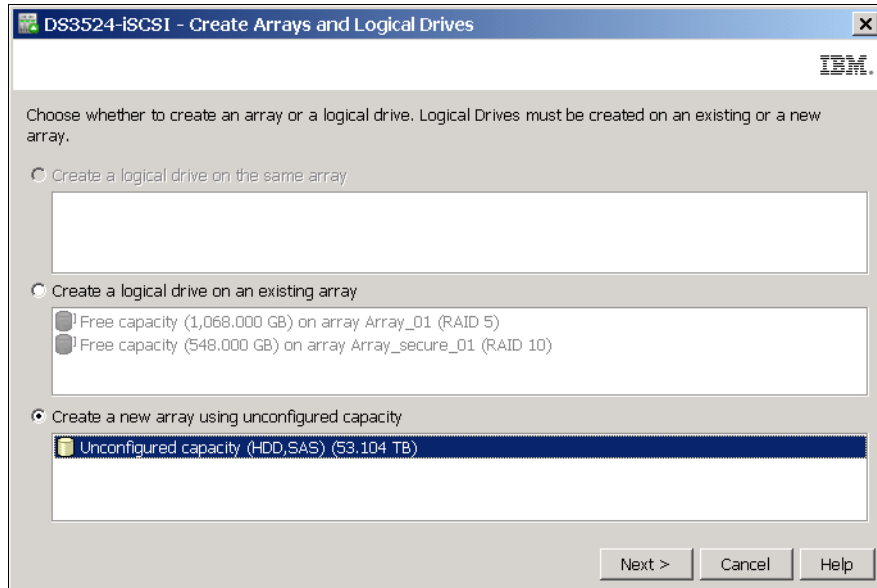 DS3524-iSCSI - Create Arrays and Logical Drives
IBM.
Choose whether to create an array or a logical drive. Logical Drives must be created on an existing or a new
array.
Create a logical drive on the same array
Create a logical drive on an existing array
Free capacity (1,068.000 GB) on array Array_01 (RAID 5)
Free capacity (548.000 GB) on array Array_secure_01 (RAID 10)
Create a new array using unconfigured capacity
Unconfigured capacity (HDD,SAS) (53.104 TB)
Next > Cancel Help